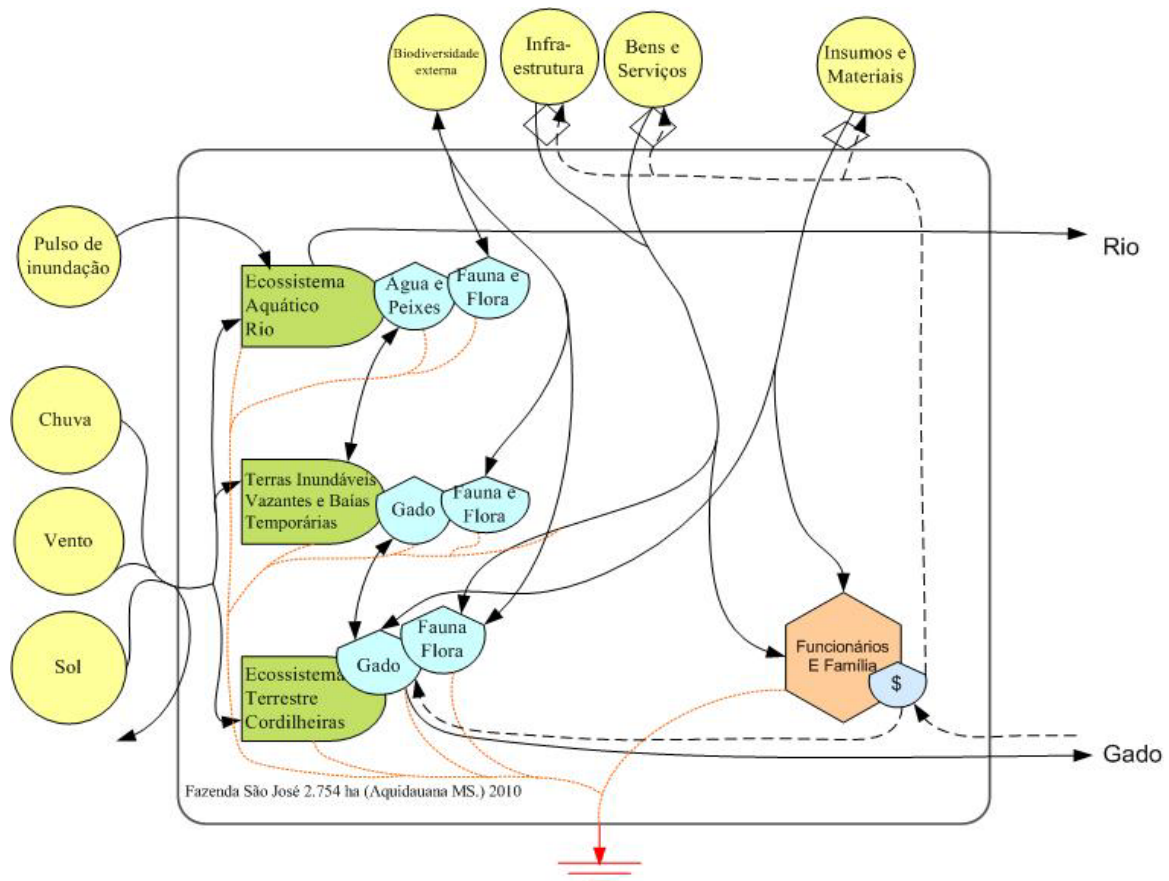 Biodiversidade
externa
Infra-
estrutura
Bens e
Serviços
Insumos e
Materiais
Pulso de
inundação
Rio
Ecossistema
Aquático
Rio
Agua e
Peixes
Fauna e
Flora
Chuva
Vento
Sol
Terras Inundáveis
Vazantes e Baías
Temporárias
Gado
Fauna e
Flora
Ecossistema
Terrestre
Cordilheiras
Gado
Fauna
Flora
Funcionários
E Família
$
Gado
Fazenda São José 2.754 ha (Aquidauana MS.) 2010